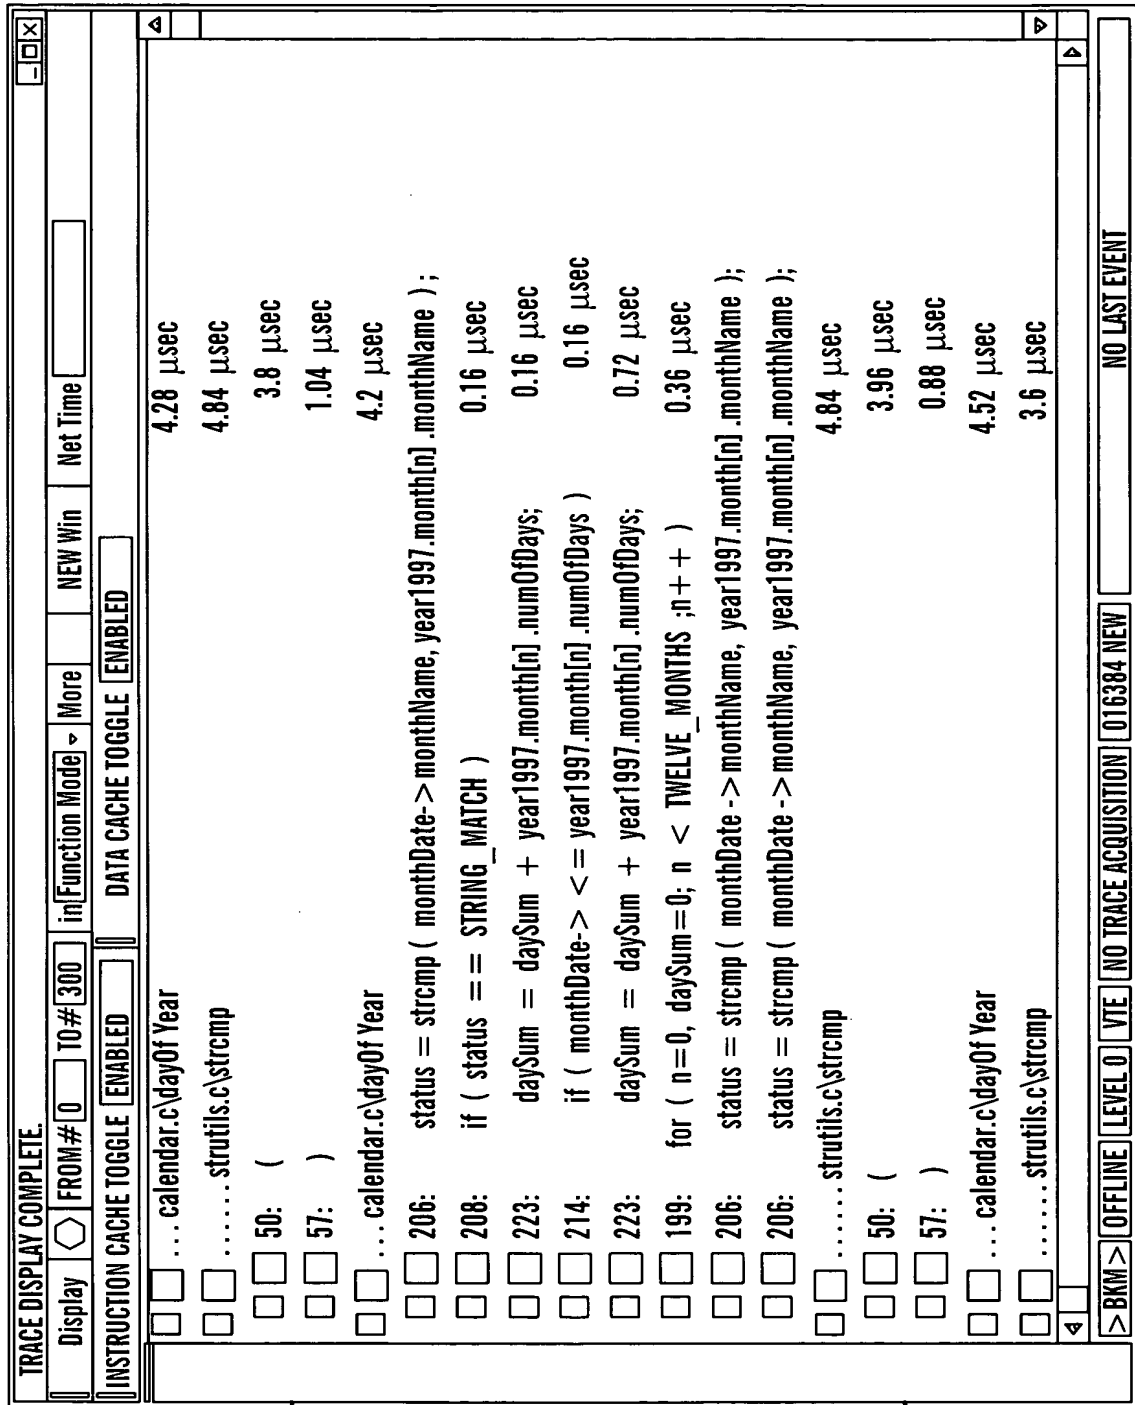 TRACE DISPLAY COMPLETE.
Display FROM# 0 TO# 300 in Function Mode More NEW Win Net Time
INSTRUCTION CACHE TOGGLE ENABLED DATA CACHE TOGGLE ENABLED
...calendar.c\dayOf Year 4.28 μsec
......strutils.c\strcmp 4.84 μsec
50: ( 3.8 μsec
57: ) 1.04 μsec
...calendar.c\dayOf Year 4.2 μsec
206: status = strcmp ( monthDate-> monthName, year1997.month[n] .monthName );
208: if ( status == STRING_MATCH ) 0.16 μsec
223: daySum = daySum + year1997.month[n] .numOfDays; 0.16 μsec
214: if ( monthDate-> <= year1997.month[n] .numOfDays ) 0.16 μsec
223: daySum = daySum + year1997.month[n] .numOfDays; 0.72 μsec
199: for ( n=0, daySum=0; n < TWELVE_MONTHS ;n++ ) 0.36 μsec
206: status = strcmp ( monthDate -> monthName, year1997.month[n] .monthName );
206: status = strcmp ( monthDate -> monthName, year1997.month[n] .monthName );
......strutils.c\strcmp 4.84 μsec
50: ( 3.96 μsec
57: ) 0.88 μsec
...calendar.c\dayOf Year 4.52 μsec
......strutils.c\strcmp 3.6 μsec
> BKM > OFFLINE LEVEL 0 VTE NO TRACE ACQUISITION 016384 NEW NO LAST EVENT